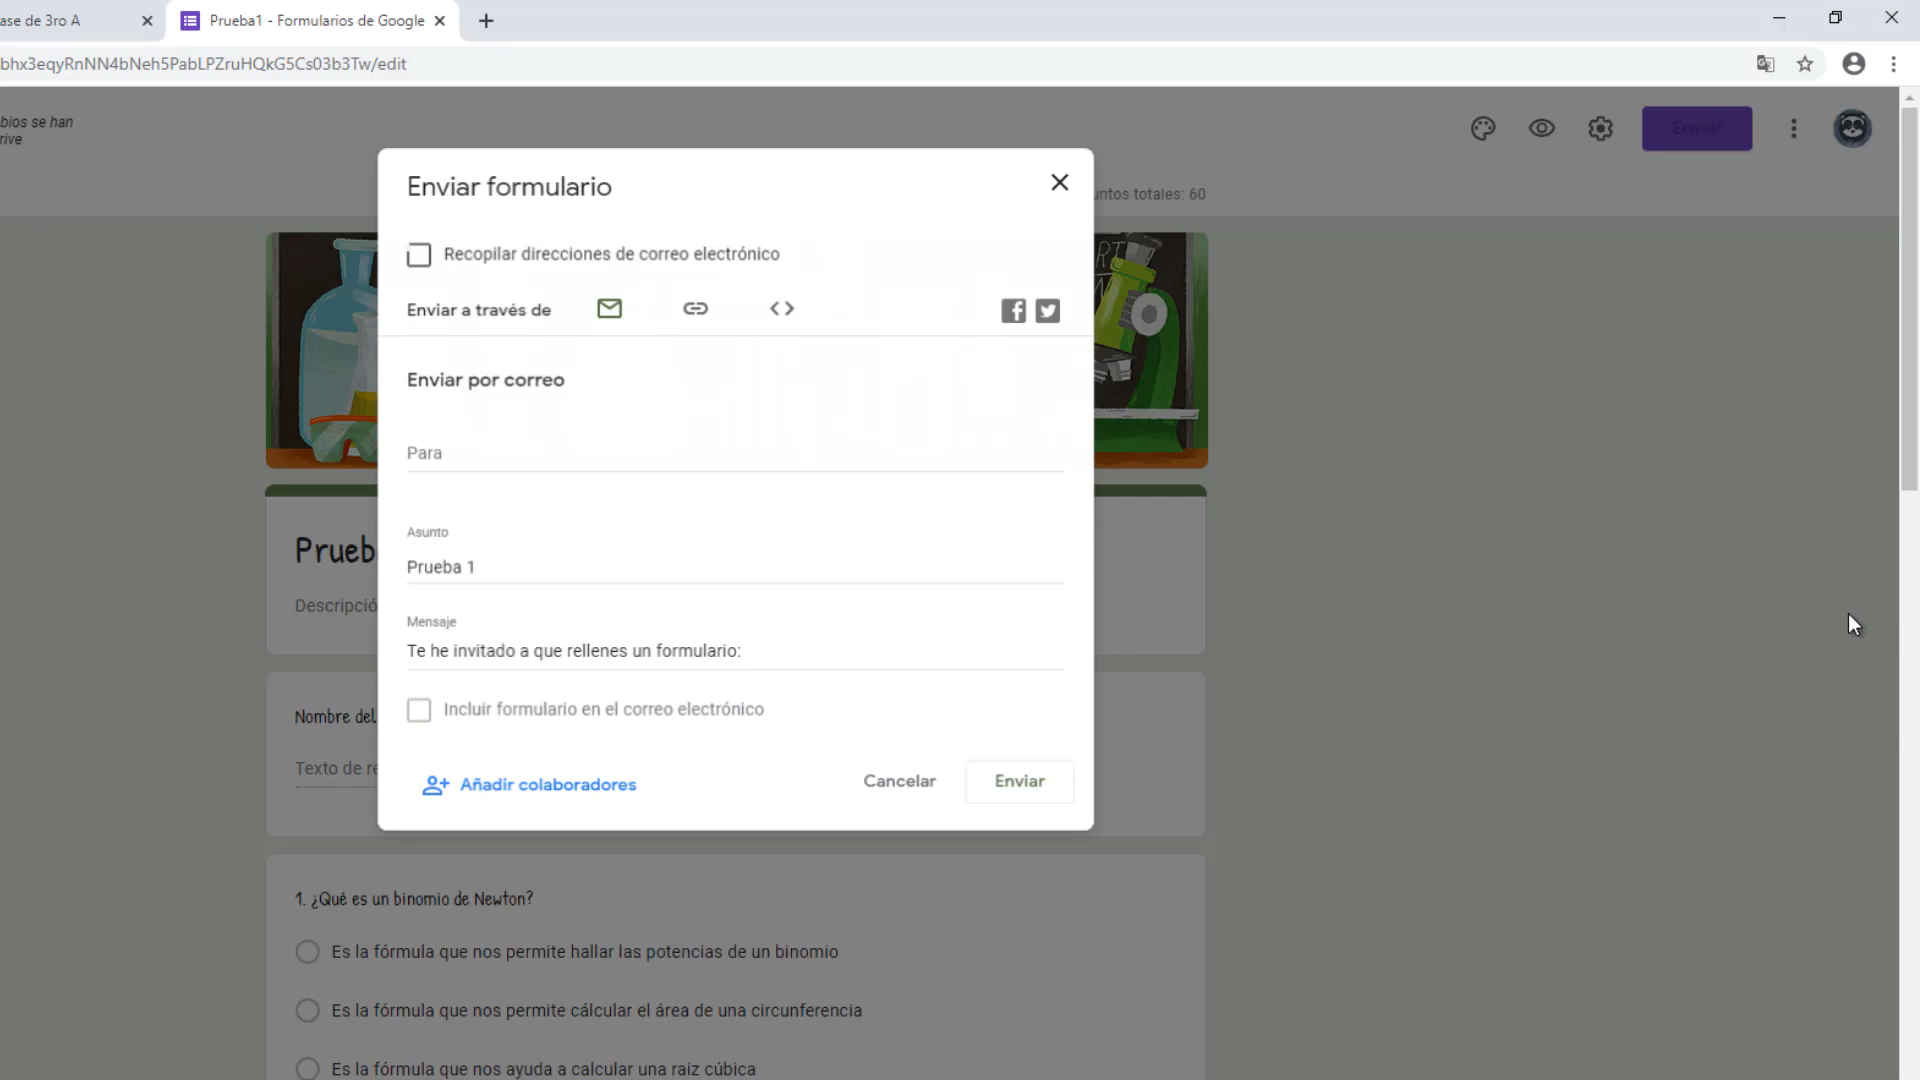 ase de 3ro A
Prueba1 - Formularios de Google
bhx3eqyRnNN4bNeh5PabLPZruHQkG5Cs03b3Tw/edit
bios se han
rive
Enviar
untos totales: 60
Enviar formulario
Recopilar direcciones de correo electrónico
Enviar a través de
Enviar por correo
Para
Asunto
Prueba 1
Mensaje
Te he invitado a que rellenes un formulario:
Incluir formulario en el correo electrónico
Añadir colaboradores
Cancelar
Enviar
Prueb
Descripció
Nombre del
Texto de re
1. ¿Qué es un binomio de Newton?
Es la fórmula que nos permite hallar las potencias de un binomio
Es la fórmula que nos permite cálcular el área de una circunferencia
Es la fórmula que nos ayuda a calcular una raiz cúbica